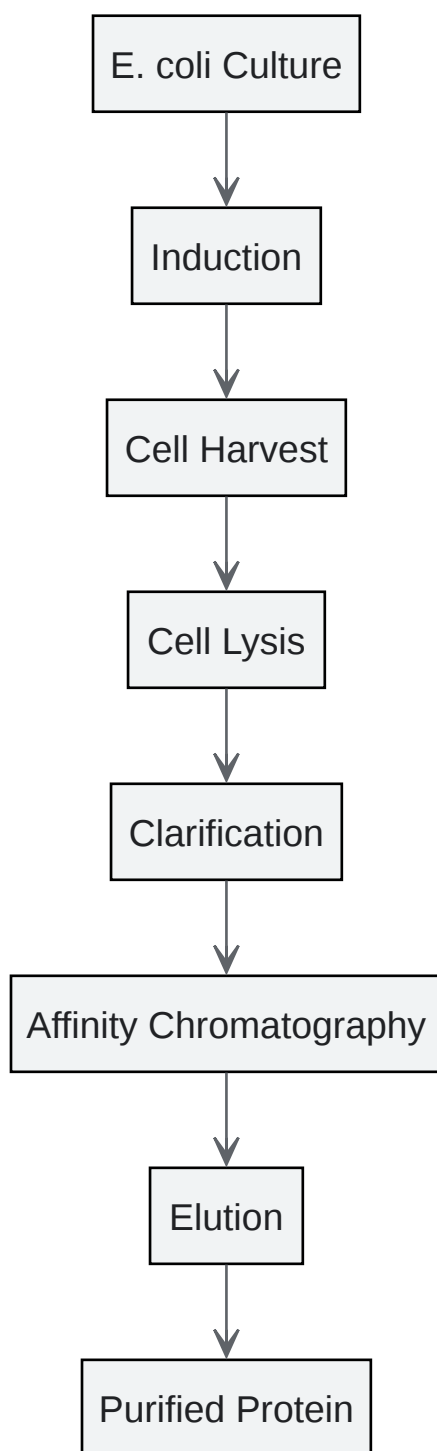 E. coli Culture
Induction
Cell Harvest
Cell Lysis
Clarification
Affinity Chromatography
Elution
Purified Protein